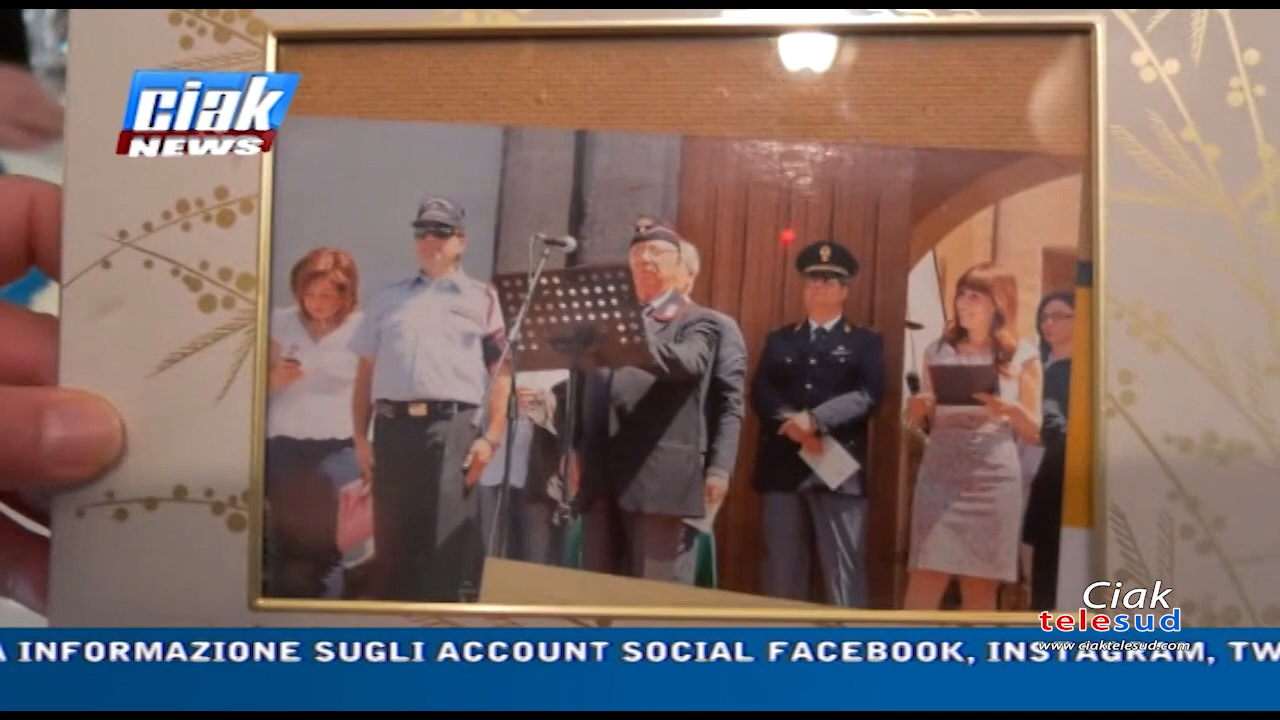 ciak
NEWS
Ciak
telesud
www.ciaktelesud.com
A INFORMAZIONE SUGLI ACCOUNT SOCIAL FACEBOOK, INSTAGRAM, TW